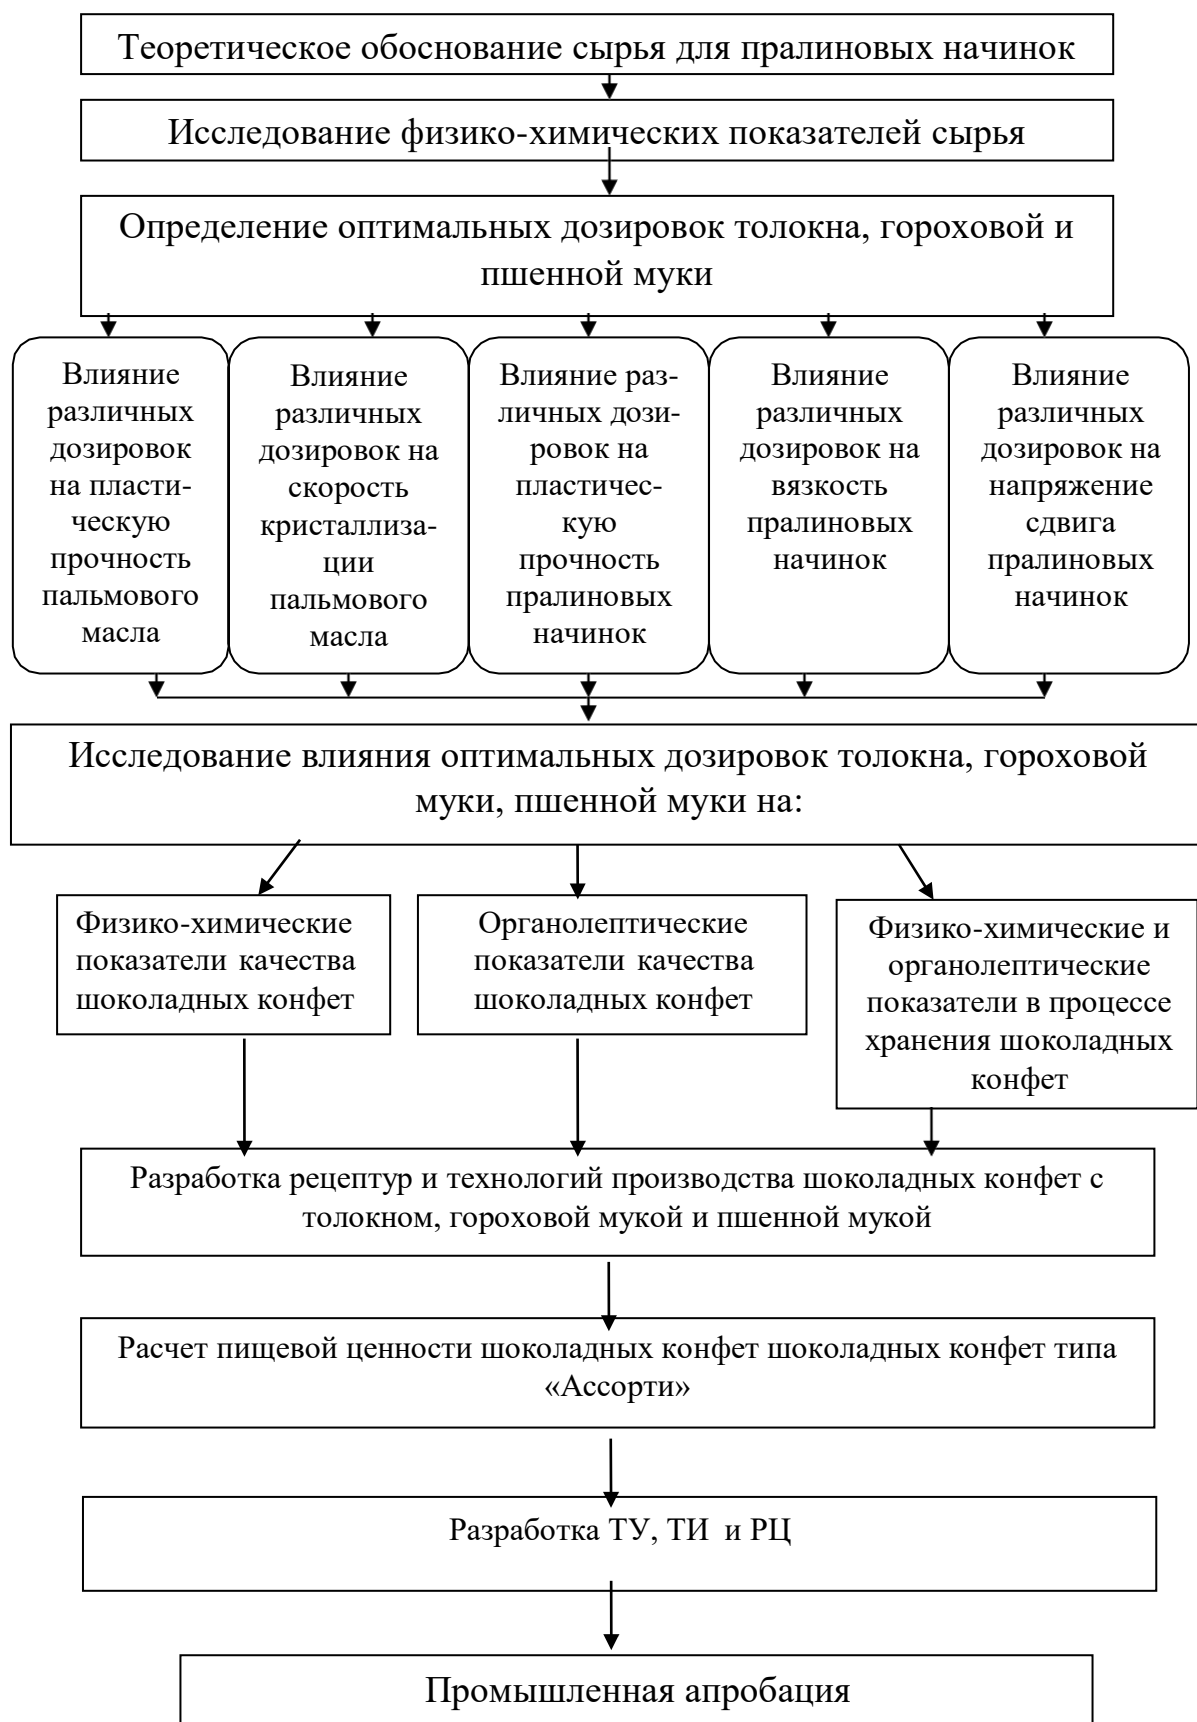 Теоретическое обоснование сырья для пралиновых начинок
Исследование физико-химических показателей сырья
Определение оптимальных дозировок толокна, гороховой и
пшенной муки
Влияние
различных
дозировок
на пласти-
ческую
прочность
пальмового
масла
Влияние
различных
дозировок на
скорость
кристаллиза-
ции
пальмового
масла
Влияние раз-
личных дози-
ровок на
пластичес-
кую
прочность
пралиновых
начинок
Влияние
различных
дозировок на
вязкость
пралиновых
начинок
Влияние
различных
дозировок на
напряжение
сдвига
пралиновых
начинок
Исследование влияния оптимальных дозировок толокна, гороховой
муки, пшенной муки на:
Физико-химические
показатели качества
шоколадных конфет
Органолептические
показатели качества
шоколадных конфет
Физико-химические и
органолептические
показатели в процессе
хранения шоколадных
конфет
Разработка рецептур и технологий производства шоколадных конфет с
толокном, гороховой мукой и пшенной мукой
Расчет пищевой ценности шоколадных конфет шоколадных конфет типа
«Ассорти»
Разработка ТУ, ТИ и РЦ
Промышленная апробация